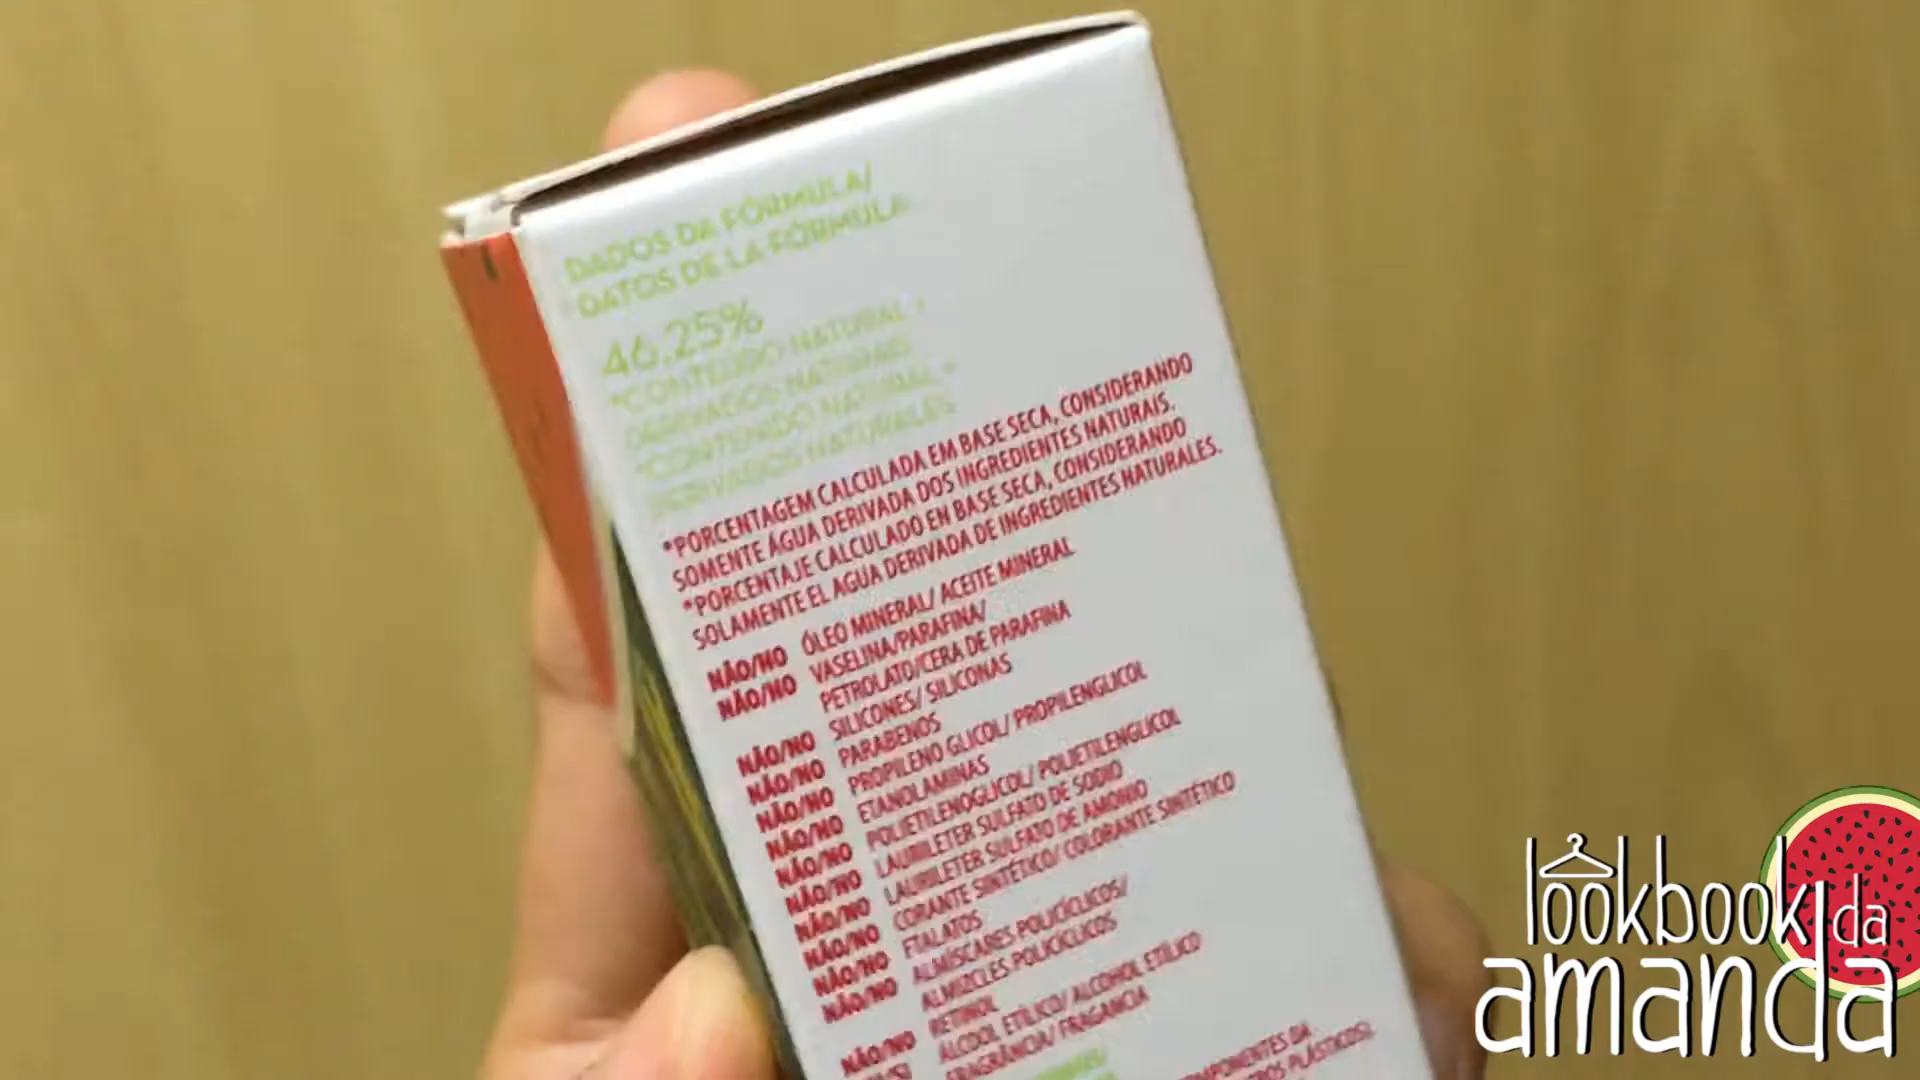 DADOS DA FÓRMULA/
DATOS DE LA FÓRMULA
46.25%
*CONTEÚDO NATURAL +
DERIVADOS NATURAIS
*CONTENIDO NATURAL +
DERIVADOS NATURALES
*PORCENTAGEM CALCULADA EM BASE SECA, CONSIDERANDO
SOMENTE ÁGUA DERIVADA DOS INGREDIENTES NATURAIS.
*PORCENTAJE CALCULADO EN BASE SECA, CONSIDERANDO
SOLAMENTE EL AGUA DERIVADA DE INGREDIENTES NATURALES.
NÃO/NO ÓLEO MINERAL/ ACEITE MINERAL
NÃO/NO VASELINA/PARAFINA/
PETROLATO/CERA DE PARAFINA
NÃO/NO SILICONES/ SILICONAS
NÃO/NO PARABENOS
NÃO/NO PROPILENO GLICOL/ PROPILENGLICOL
NÃO/NO ETANOLAMINAS
NÃO/NO POLIETILENOGLICOL/ POLIETILENGLICOL
NÃO/NO LAURILETER SULFATO DE SODIO
NÃO/NO LAURILETER SULFATO DE AMONIO
NÃO/NO CORANTE SINTÉTICO/ COLORANTE SINTÉTICO
NÃO/NO FTALATOS
NÃO/NO ALMÍSCARES POLICÍCLICOS/
ALMIZCLES POLICICLICOS
NÃO/NO RETINOL
ÁLCOOL ETÍLICO/ ALCOHOL ETILICO
FRAGRÂNCIA/ FRAGANCIA
lookbook da
amanda